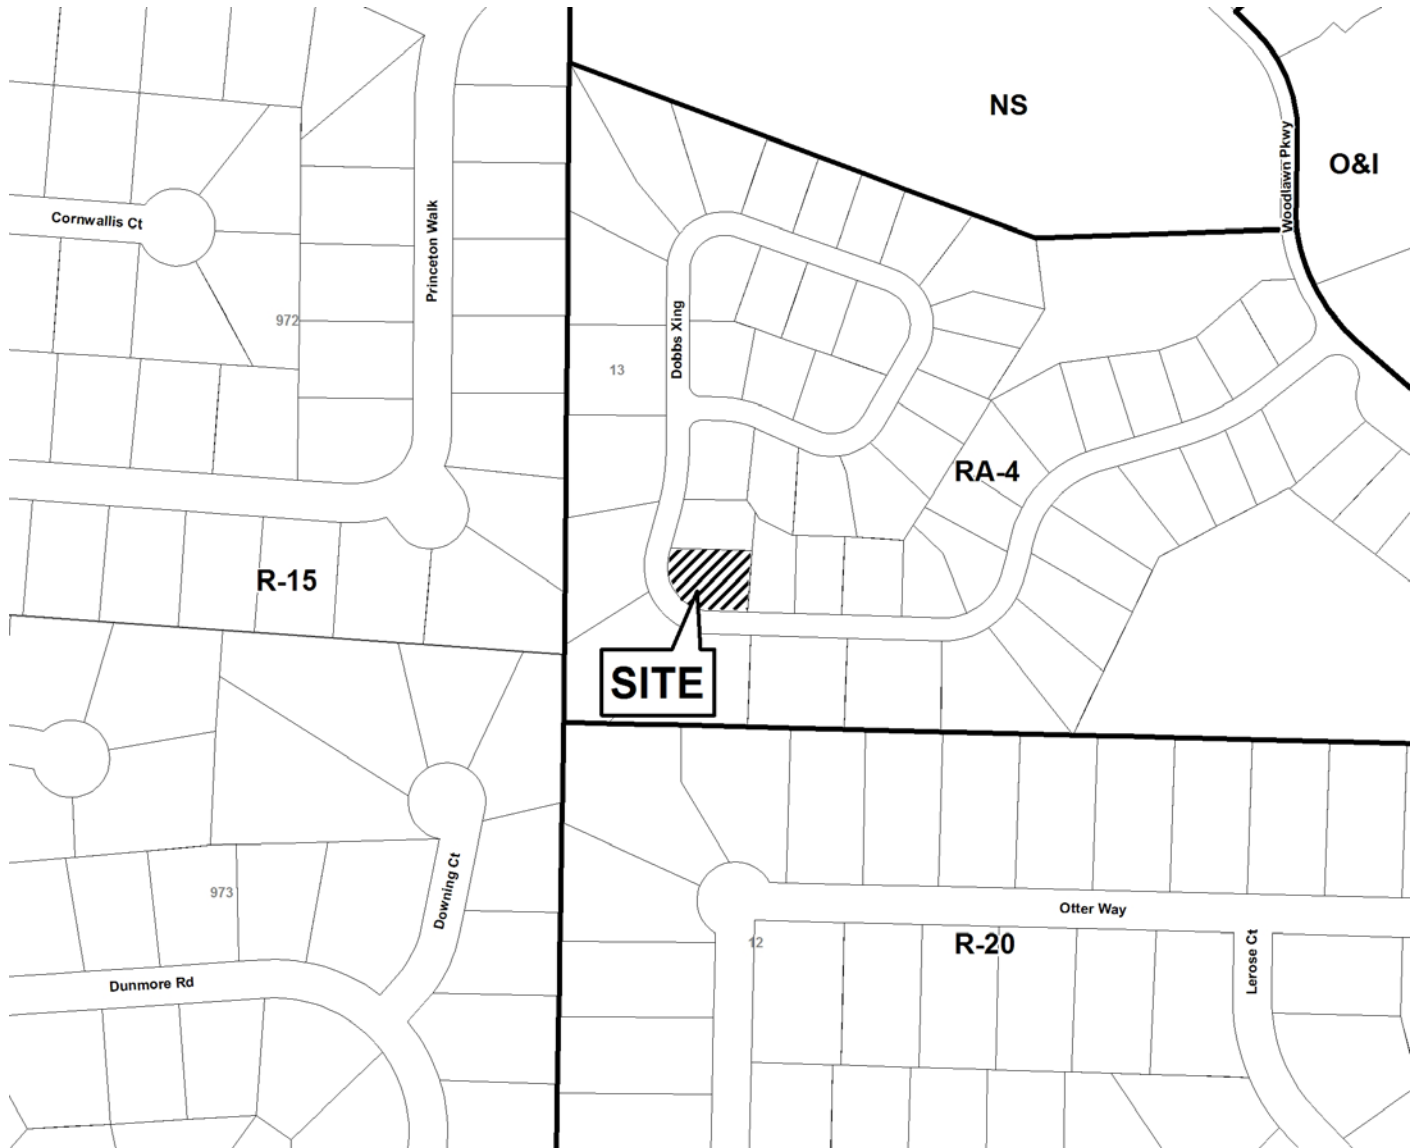 NS
O&I
Woodlawn Pkwy
Cornwallis Ct
Princeton Walk
972
Dobbs Xing
13
RA-4
R-15
SITE
973
Downing Ct
Otter Way
12
R-20
Lerose Ct
Dunmore Rd